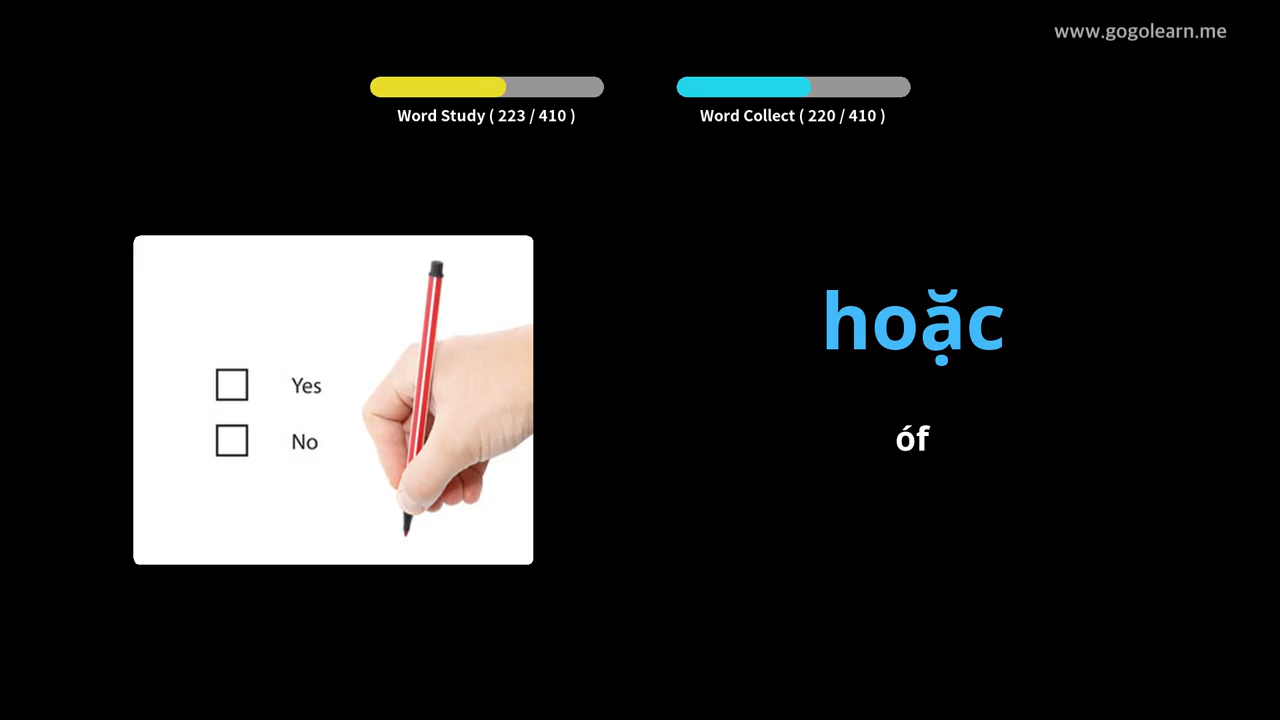 www.gogolearn.me
Word Study ( 223 / 410 )
Word Collect ( 220 / 410 )
Yes
No
hoặc
óf